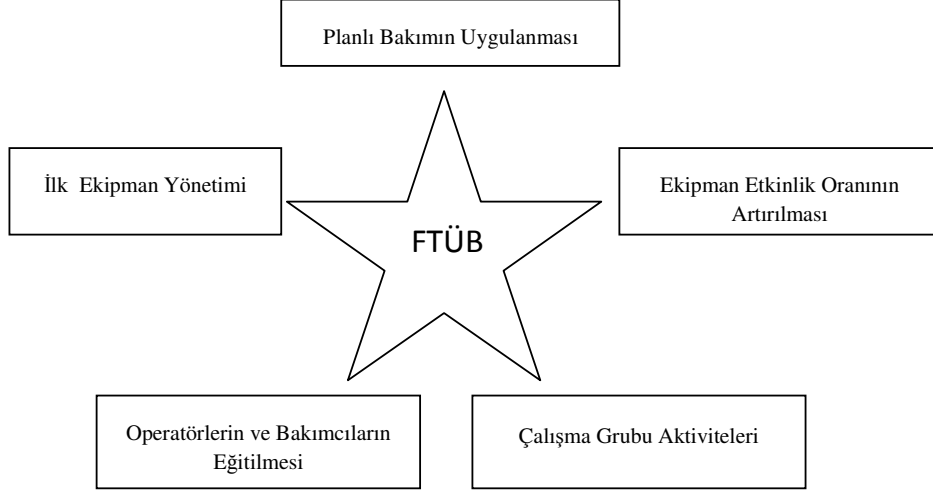 Planlı Bakımın Uygulanması
İlk Ekipman Yönetimi
Ekipman Etkinlik Oranının
Artırılması
FTÜB
Operatörlerin ve Bakımcıların
Eğitilmesi
Çalışma Grubu Aktiviteleri